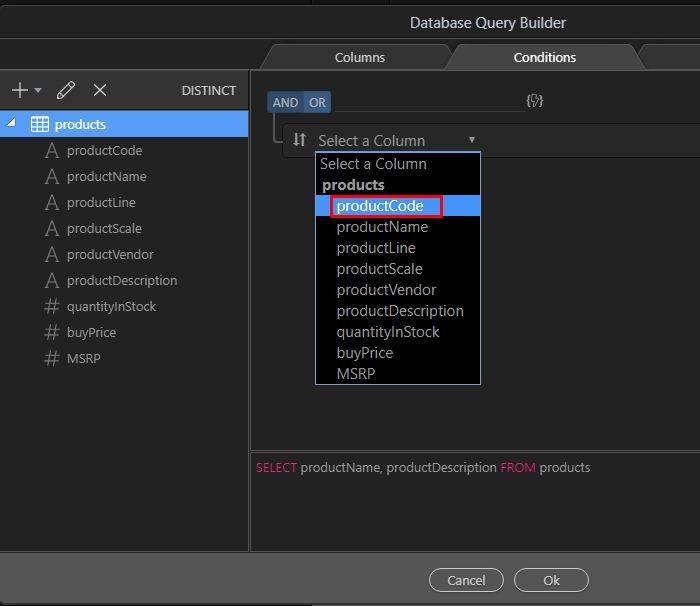 Database Query Builder
Columns
Conditions
DISTINCT
products
productCode
productName
productLine
productScale
productVendor
productDescription
quantityInStock
buyPrice
MSRP
AND OR
Select a Column
Select a Column
products
productCode
productName
productLine
productScale
productVendor
productDescription
quantityInStock
buyPrice
MSRP
SELECT productName, productDescription FROM products
Cancel
Ok